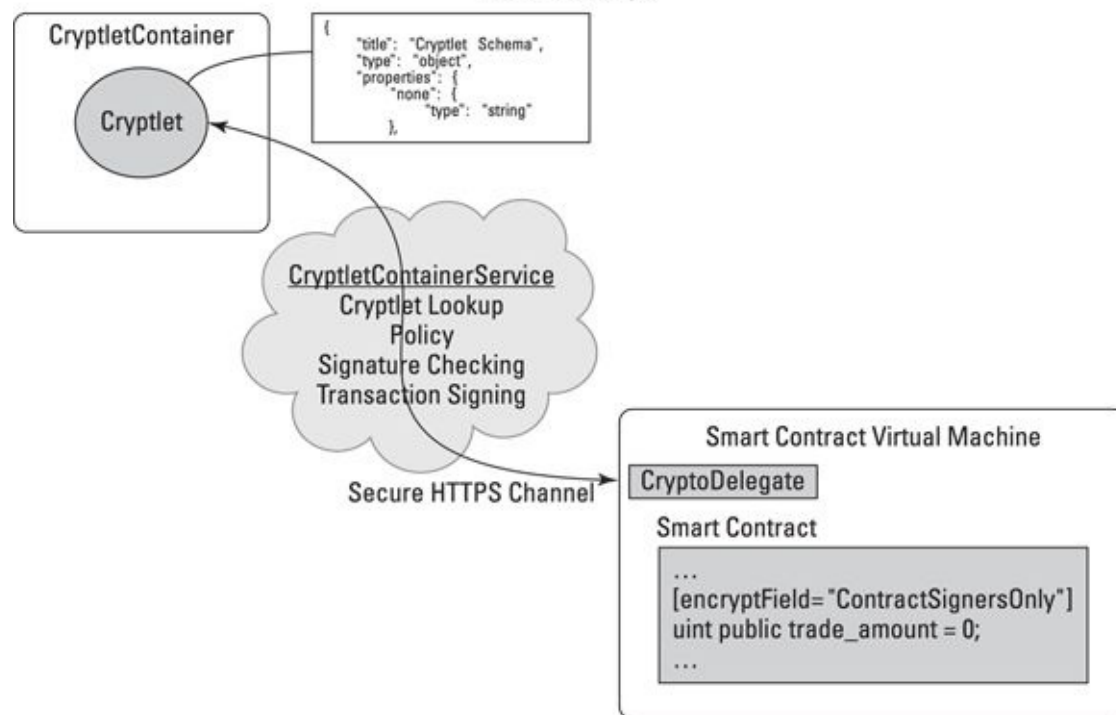 CryptletContainer
Cryptlet
{
"title": "Cryptlet Schema",
"type": "object",
"properties": {
"none": {
"type": "string"
},
CryptletContainerService
Cryptlet Lookup
Policy
Signature Checking
Transaction Signing
Secure HTTPS Channel
Smart Contract Virtual Machine
CryptoDelegate
Smart Contract
...
[encryptField="ContractSignersOnly"]
uint public trade_amount = 0;
...